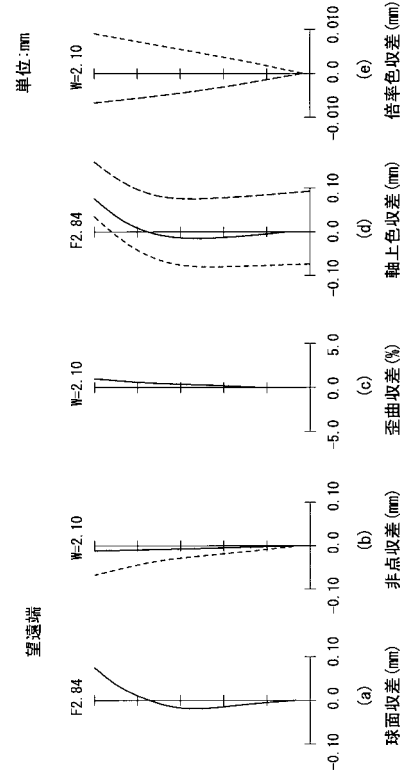 望遠端
単位:mm
F2.84
W=2.10
W=2.10
F2.84
W=2.10
-0.10 0.0 0.10
-0.10 0.0 0.10
-5.0 0.0 5.0
-0.10 0.0 0.10
-0.010 0.0 0.010
(a)
(b)
(c)
(d)
(e)
球面収差(mm)
非点収差(mm)
歪曲収差(%)
軸上色収差(mm)
倍率色収差(mm)